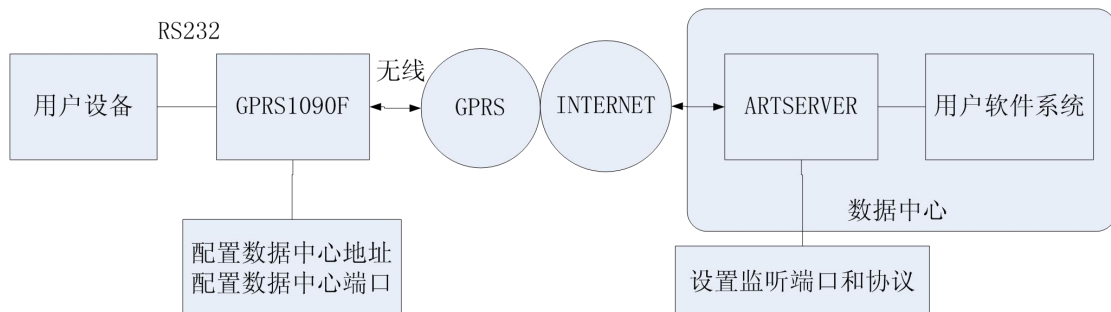 RS232
用户设备
GPRS1090F
无线
GPRS
INTERNET
ARTSERVER
用户软件系统
数据中心
配置数据中心地址
配置数据中心端口
设置监听端口和协议